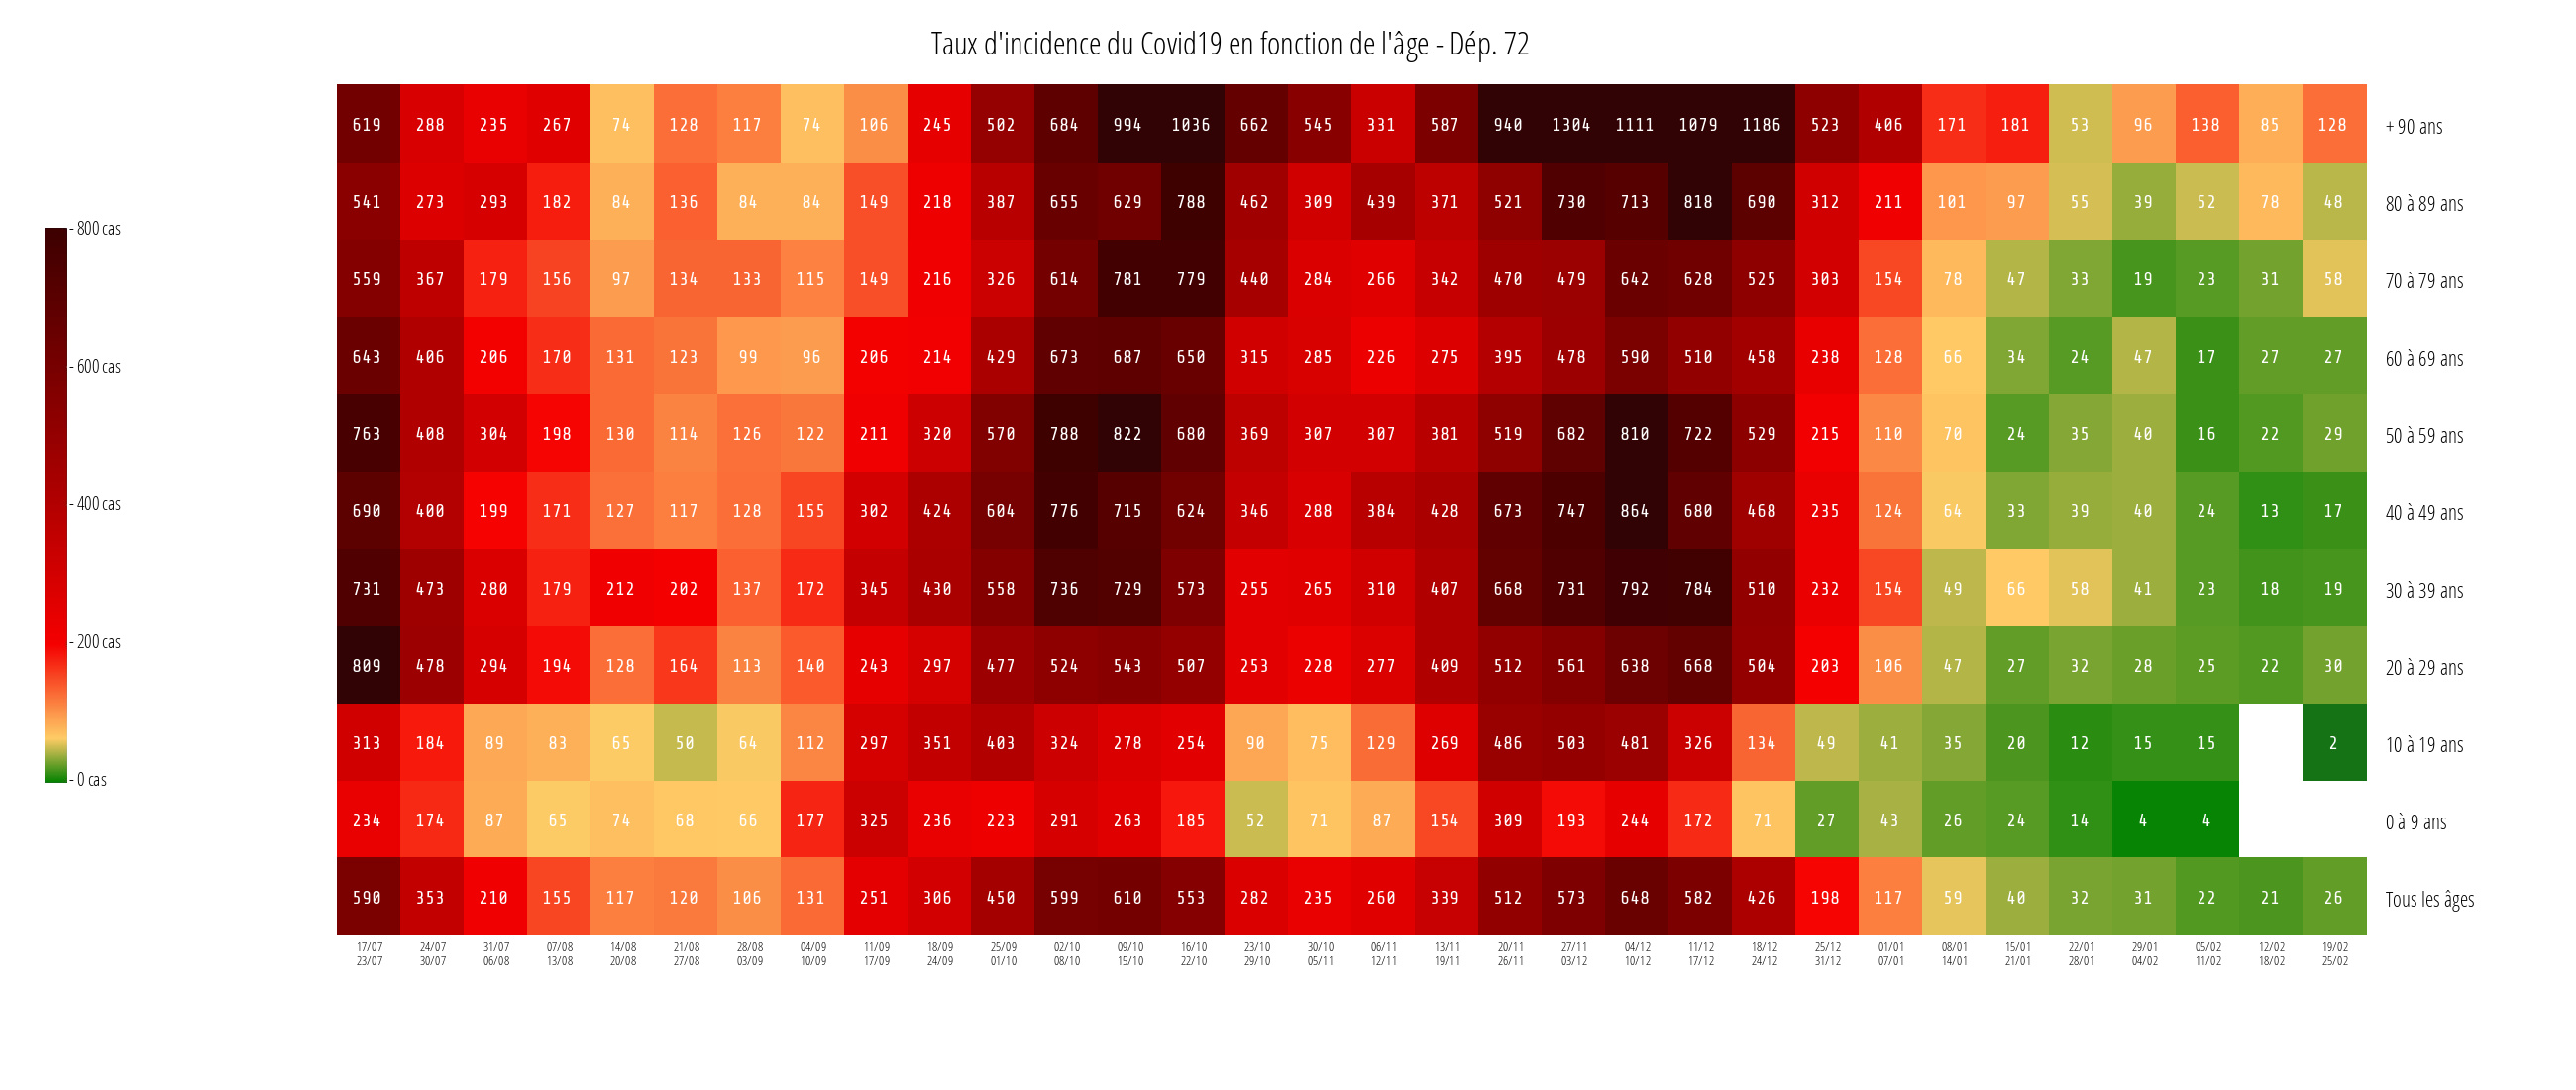 Taux d'incidence du Covid19 en fonction de l'âge - Dép. 72
619 288 235 267 74 128 117 74 106 245 502 684 994 1036 662 545 331 587 940 1304 1111 1079 1186 523 406 171 181 53 96 138 85 128 + 90 ans
541 273 293 182 84 136 84 84 149 218 387 655 629 788 462 309 439 371 521 730 713 818 690 312 211 101 97 55 39 52 78 48 80 à 89 ans
- 800 cas
559 367 179 156 97 134 133 115 149 216 326 614 781 779 440 284 266 342 470 479 642 628 525 303 154 78 47 33 19 23 31 58 70 à 79 ans
643 406 206 170 131 123 99 96 206 214 429 673 687 650 315 285 226 275 395 478 590 510 458 238 128 66 34 24 47 17 27 27 60 à 69 ans
- 600 cas
763 408 304 198 130 114 126 122 211 320 570 788 822 680 369 307 307 381 519 682 810 722 529 215 110 70 24 35 40 16 22 29 50 à 59 ans
- 400 cas
690 400 199 171 127 117 128 155 302 424 604 776 715 624 346 288 384 428 673 747 864 680 468 235 124 64 33 39 40 24 13 17 40 à 49 ans
731 473 280 179 212 202 137 172 345 430 558 736 729 573 255 265 310 407 668 731 792 784 510 232 154 49 66 58 41 23 18 19 30 à 39 ans
- 200 cas
809 478 294 194 128 164 113 140 243 297 477 524 543 507 253 228 277 409 512 561 638 668 504 203 106 47 27 32 28 25 22 30 20 à 29 ans
313 184 89 83 65 50 64 112 297 351 403 324 278 254 90 75 129 269 486 503 481 326 134 49 41 35 20 12 15 15 2 10 à 19 ans
- 0 cas
234 174 87 65 74 68 66 177 325 236 223 291 263 185 52 71 87 154 309 193 244 172 71 27 43 26 24 14 4 4 0 à 9 ans
590 353 210 155 117 120 106 131 251 306 450 599 610 553 282 235 260 339 512 573 648 582 426 198 117 59 40 32 31 22 21 26 Tous les âges
17/07 24/07 31/07 07/08 14/08 21/08 28/08 04/09 11/09 18/09 25/09 02/10 09/10 16/10 23/10 30/10 06/11 13/11 20/11 27/11 04/12 11/12 18/12 25/12 01/01 08/01 15/01 22/01 29/01 05/02 12/02 19/02
23/07 30/07 06/08 13/08 20/08 27/08 03/09 10/09 17/09 24/09 01/10 08/10 15/10 22/10 29/10 05/11 12/11 19/11 26/11 03/12 10/12 17/12 24/12 31/12 07/01 14/01 21/01 28/01 04/02 11/02 18/02 25/02